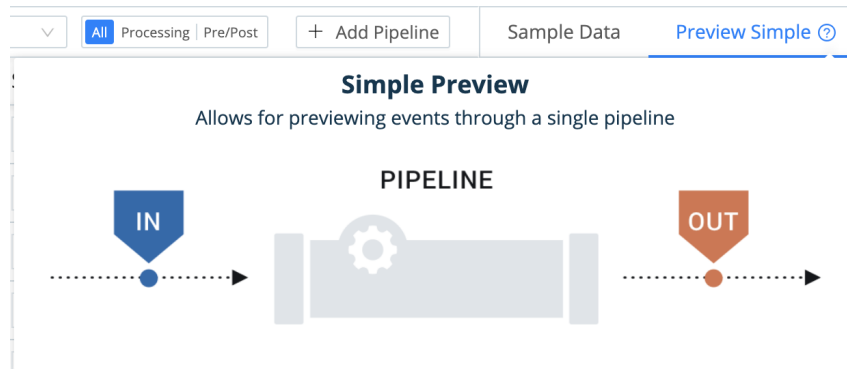 All Processing Pre/Post + Add Pipeline Sample Data Preview Simple ?
Simple Preview
Allows for previewing events through a single pipeline
PIPELINE
IN
OUT